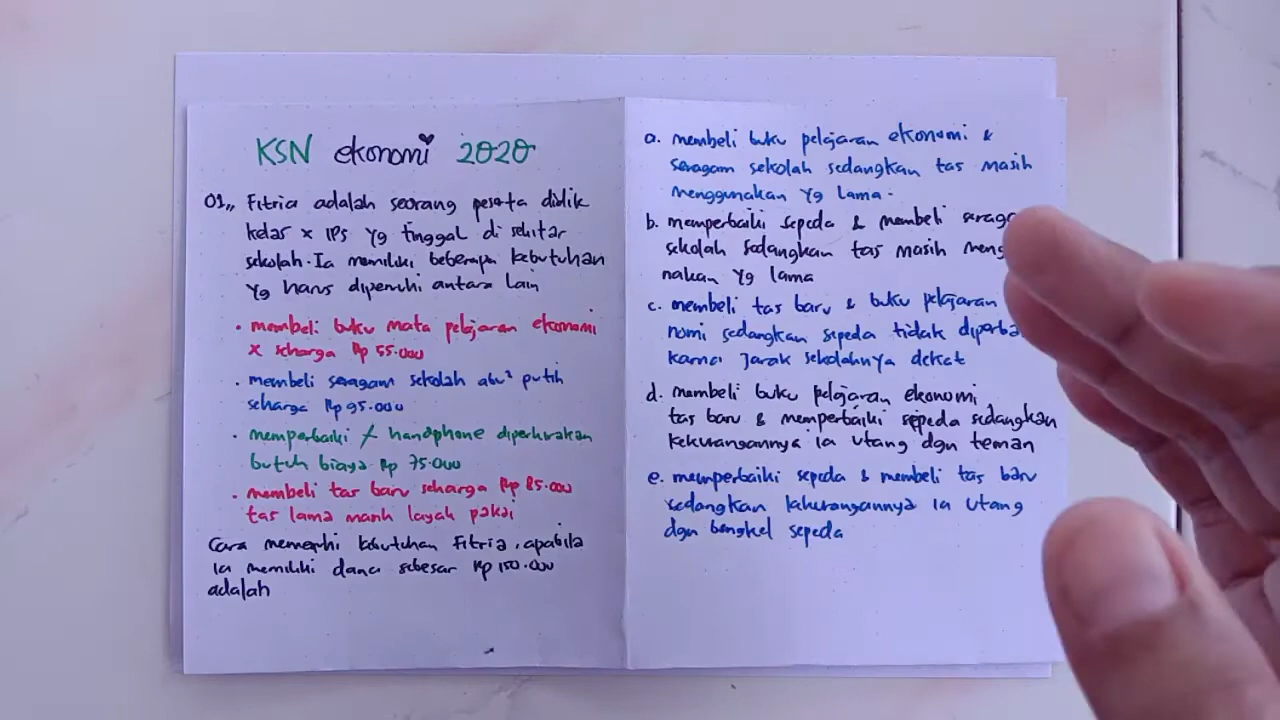 KSN ekonomi 2020
01,, Fitria adalah seorang peserta didik
kelas X IPS yg tinggal di sekitar
sekolah. Ia memiliki beberapa kebutuhan
yg harus dipenuhi antara lain
• membeli buku mata pelajaran ekonomi
X seharga Rp 55.000
• membeli seragam sekolah abu² putih
seharga Rp 95.000
• memperbaiki handphone diperkirakan
butuh biaya Rp 75.000
• membeli tas baru seharga Rp 85.000
tas lama masih layak pakai
Cara memenuhi kebutuhan Fitria, apabila
ia memiliki dana sebesar Rp 150.000
adalah
a. membeli buku pelajaran ekonomi &
seragam sekolah sedangkan tas masih
menggunakan yg lama.
b. memperbaiki sepeda & membeli seraga
sekolah sedangkan tas masih meng
nakan yg lama
c. membeli tas baru & buku pelajaran
nomi sedangkan sepeda tidak diperba
karna jarak sekolahnya dekat
d. membeli buku pelajaran ekonomi
tas baru & memperbaiki sepeda sedangkan
kekurangannya ia utang dgn teman
e. memperbaiki sepeda & membeli tas baru
sedangkan kekurangannya ia utang
dgn bengkel sepeda